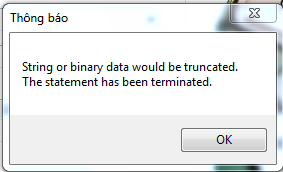 Thông báo
String or binary data would be truncated.
The statement has been terminated.
OK